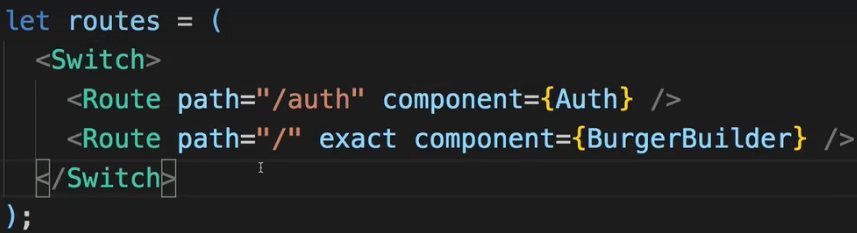 let routes = (
<Switch>
<Route path="/auth" component={Auth} />
<Route path="/" exact component={BurgerBuilder} />
</Switch>
);